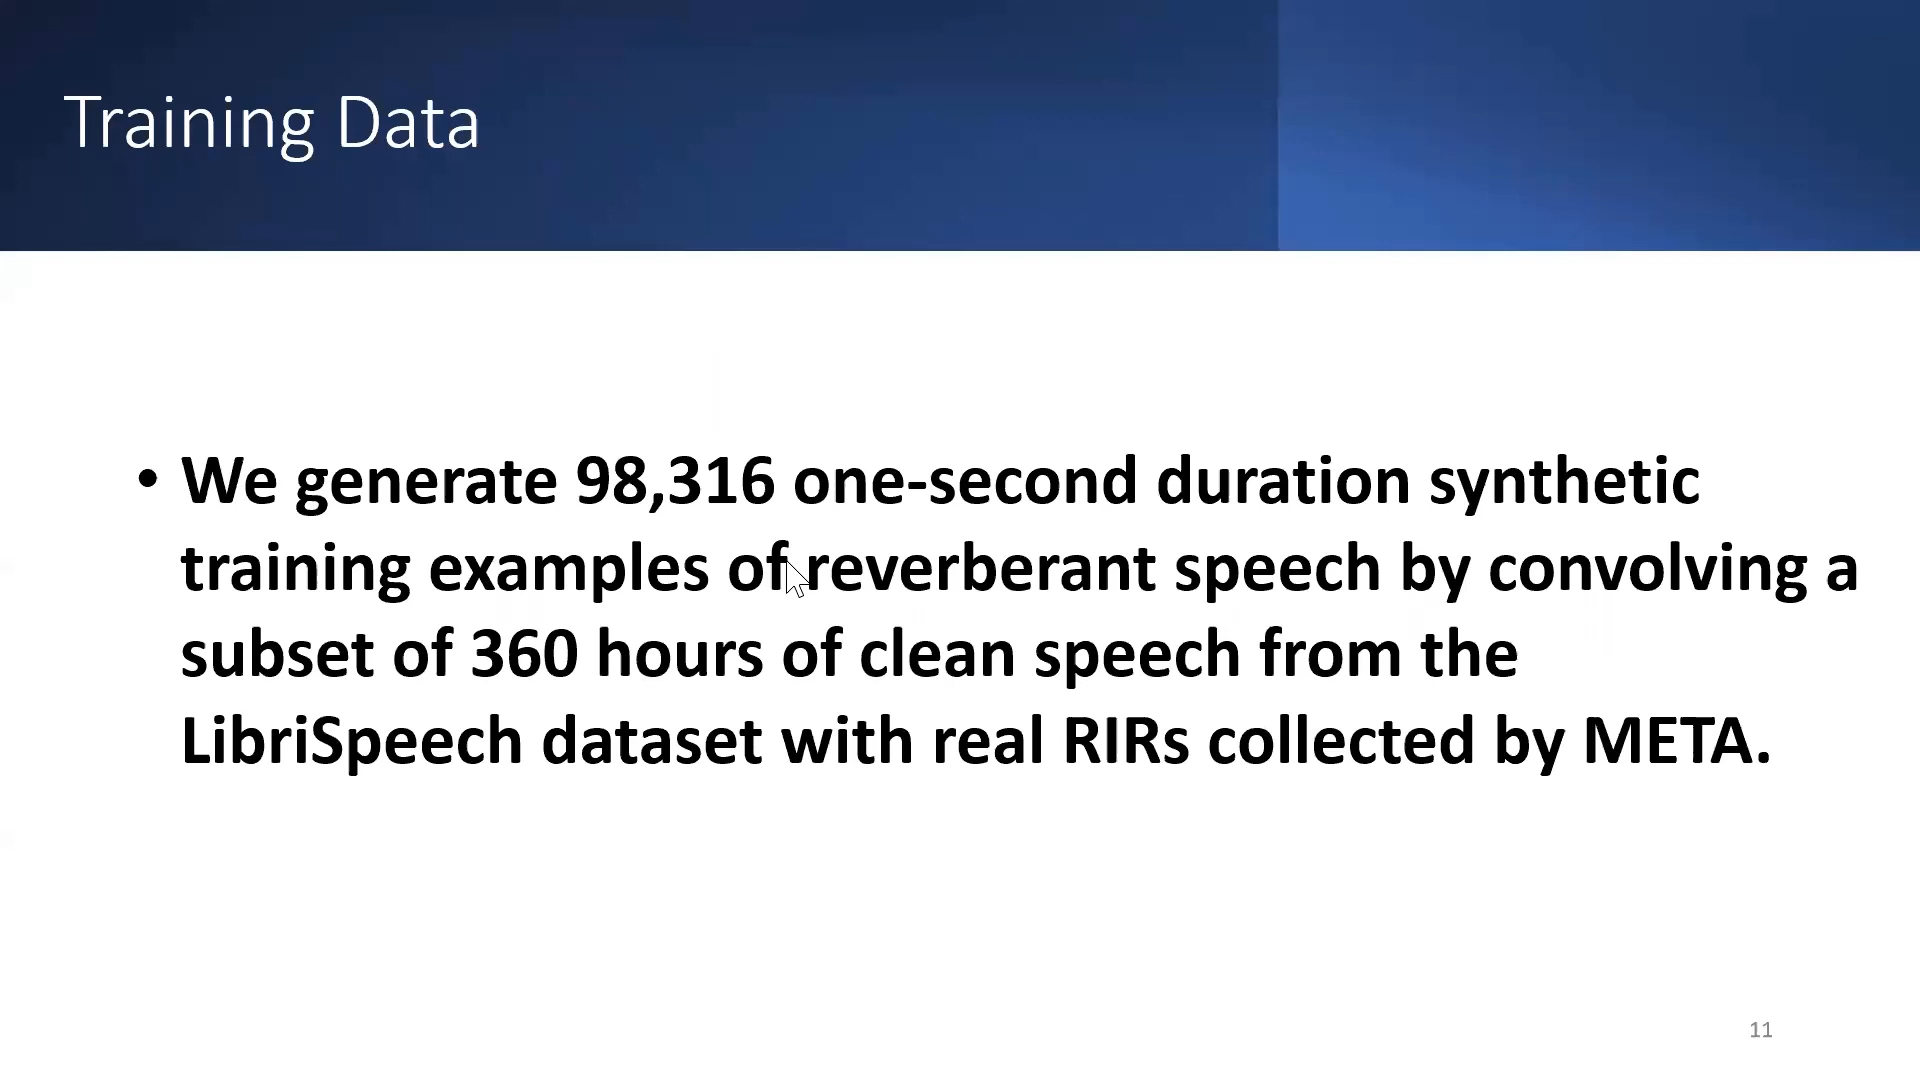 Training Data
• We generate 98,316 one-second duration synthetic
training examples of reverberant speech by convolving a
subset of 360 hours of clean speech from the
LibriSpeech dataset with real RIRs collected by META.
11